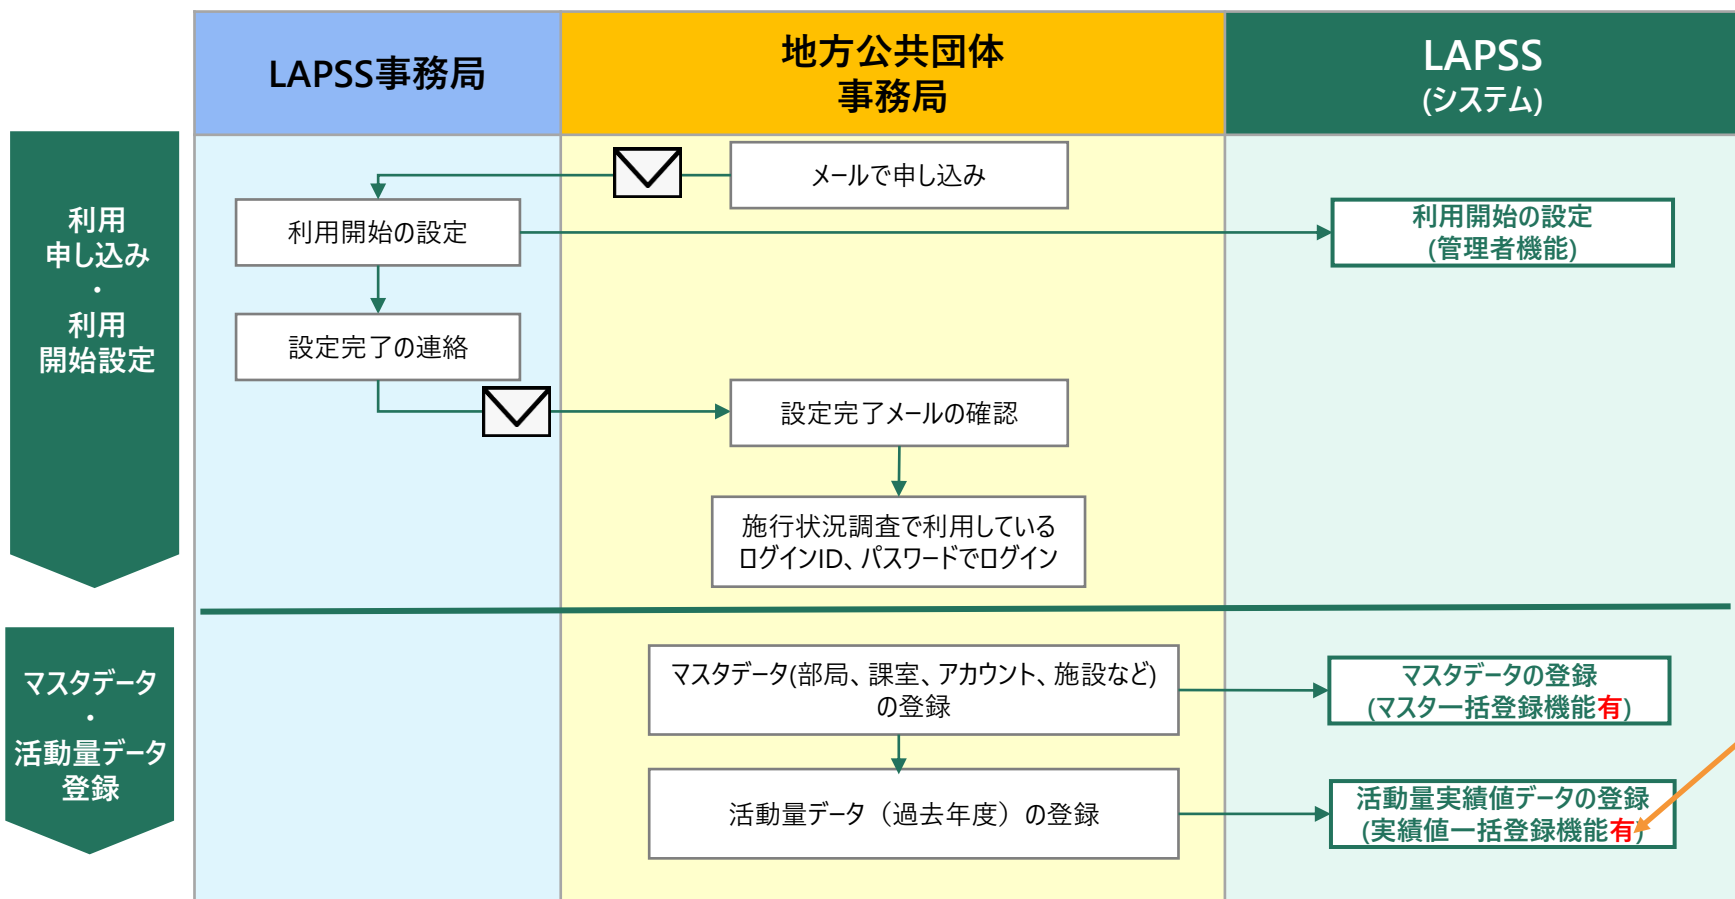 LAPSS事務局
地方公共団体
事務局
LAPSS
(システム)
利用
申し込み
・
利用
開始設定
メールで申し込み
利用開始の設定
利用開始の設定
(管理者機能)
設定完了の連絡
設定完了メールの確認
施行状況調査で利用している
ログインID、パスワードでログイン
マスタデータ
・
活動量データ
登録
マスタデータ(部局、課室、アカウント、施設など)
の登録
マスタデータの登録
(マスター括登録機能有)
活動量データ（過去年度）の登録
活動量実績値データの登録
(実績値一括登録機能有)